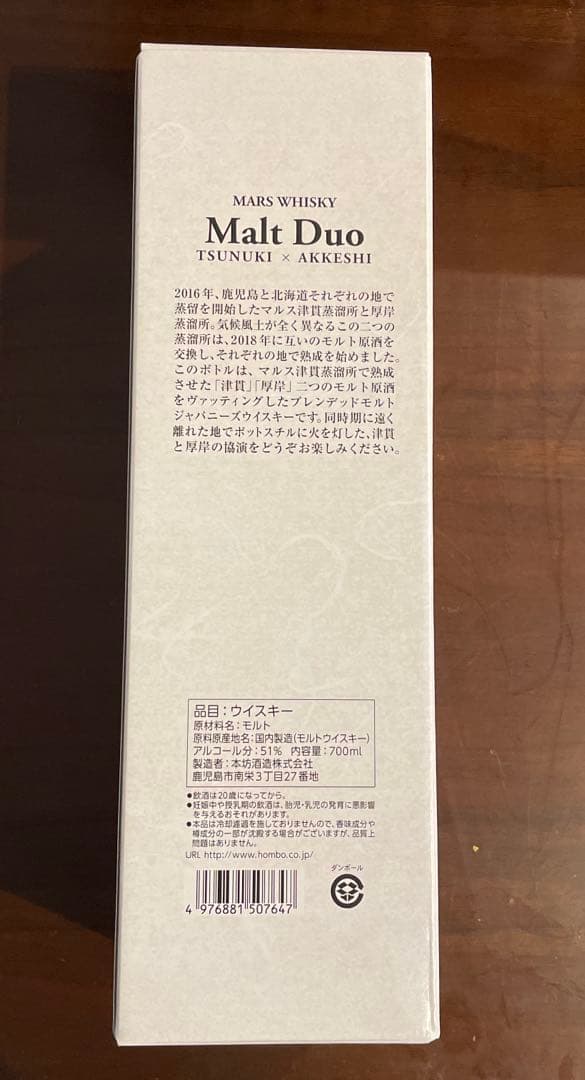 MARS WHISKY
Malt Duo
TSUNUKI × AKKESHI
2016年、鹿児島と北海道それぞれの地で
蒸留を開始したマルス津貫蒸溜所と厚岸
蒸溜所。気候風土が全く異なるこの二つの
蒸溜所は、2018年に互いのモルト原酒を
交換し、それぞれの地で熟成を始めました。
このボトルは、マルス津貫蒸溜所で熟成
させた「津貫」「厚岸」二つのモルト原酒
をヴァッティングしたブレンデッドモルト
ジャパニーズウイスキーです。同時期に遠く
離れた地でポットスチルに火を灯した、津貫
と厚岸の協演をどうぞお楽しみください。
品目：ウイスキー
原材料名：モルト
原料原産地名：国内製造(モルトウイスキー)
アルコール分：51% 内容量：700ml
製造者：本坊酒造株式会社
鹿児島市南栄3丁目27番地
●飲酒は20歳になってから。
●妊娠中や授乳期の飲酒は、胎児・乳児の発育に悪影響
を与えるおそれがあります。
●本品は冷却濾過を施しておりませんので、香味成分や
樽成分の一部が沈殿する場合がございますが、品質上
問題はありません。
URL http://www.hombo.co.jp/
ダンボール
4 976881 507647